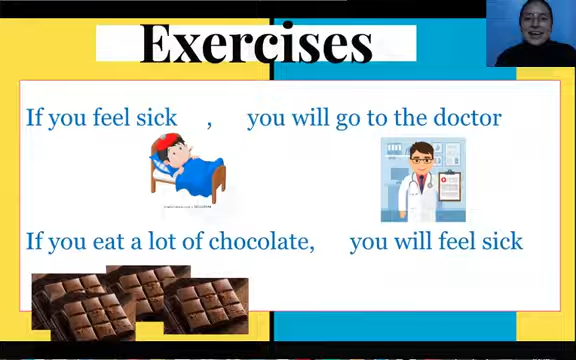 Exercises
If you feel sick , you will go to the doctor
If you eat a lot of chocolate, you will feel sick